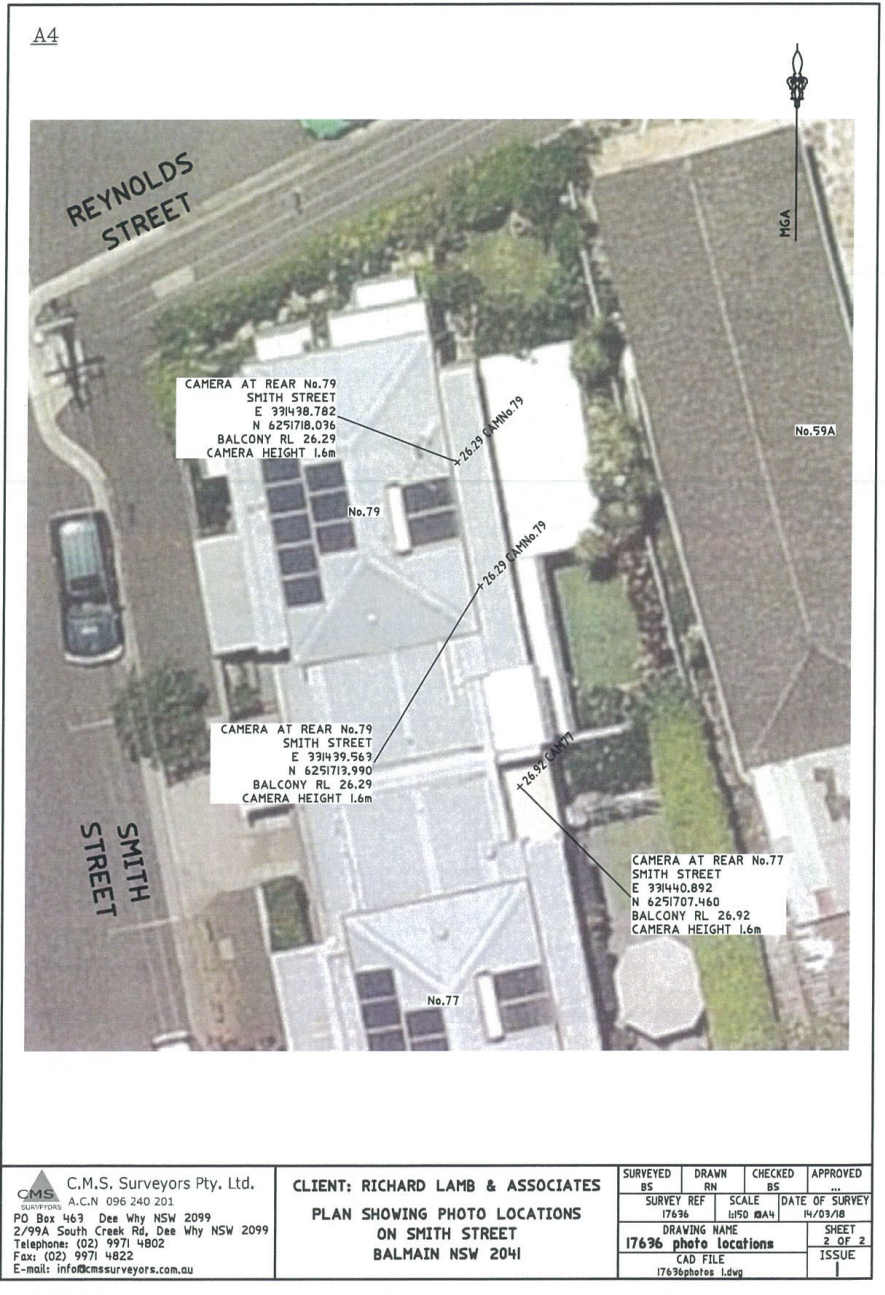 A4
REYNOLDS
STREET
MGA
CAMERA AT REAR No.79
SMITH STREET
E 331438.782
N 6251718.036
BALCONY RL 26.29
CAMERA HEIGHT 1.6m
+26.29 CAMNo.79
No.59A
No.79
+26.29 CAMNo.79
CAMERA AT REAR No.79
SMITH STREET
E 331439.563
N 6251713.990
BALCONY RL 26.29
CAMERA HEIGHT 1.6m
+26.92 CAM77
SMITH
STREET
CAMERA AT REAR No.77
SMITH STREET
E 331440.892
N 6251707.460
BALCONY RL 26.92
CAMERA HEIGHT 1.6m
No.77
CMS
SURVEYORS
C.M.S. Surveyors Pty. Ltd.
A.C.N 096 240 201
PO Box 463 Dee Why NSW 2099
2/99A South Creek Rd, Dee Why NSW 2099
Telephone: (02) 9971 4802
Fax: (02) 9971 4822
E-mail: info@cmssurveyors.com.au
CLIENT: RICHARD LAMB & ASSOCIATES
PLAN SHOWING PHOTO LOCATIONS
ON SMITH STREET
BALMAIN NSW 2041
SURVEYED DRAWN CHECKED APPROVED
BS RN BS ...
SURVEY REF SCALE DATE OF SURVEY
17636 1:150 @A4 14/03/18
DRAWING NAME SHEET
17636 photo locations 2 OF 2
CAD FILE ISSUE
17636photos 1.dwg 1